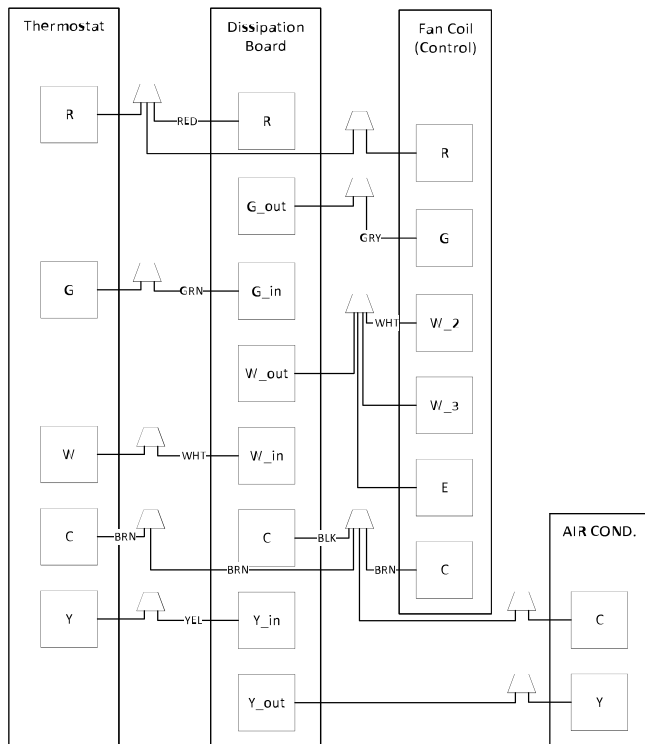 Thermostat
Dissipation
Board
Fan Coil
(Control)
R
RED
R
R
G_out
GRY
G
G
GRN
G_in
WHT
W_2
W_out
W_3
W
WHT
W_in
E
C
BRN
C
BLK
AIR COND.
BRN
BRN
C
Y
YEL
Y_in
C
Y_out
Y